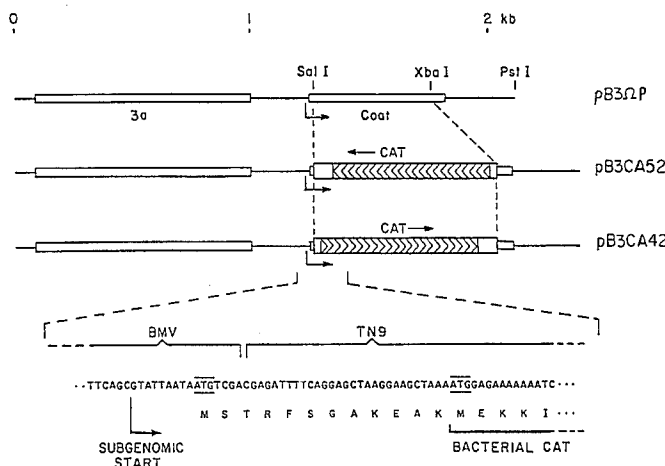 0 1 2 kb
Sal I Xba I Pst I
pB3ΩP
3a Coat
← CAT
pB3CA52
CAT →
pB3CA42
BMV TN9
··TTCAGCGTATTAATAATGTCGACGAGATTTTCAGGAGCTAAGGAAGCTAAAATGGAGAAAAAAATC···
M S T R F S G A K E A K M E K K I ···
SUBGENOMIC START
BACTERIAL CAT